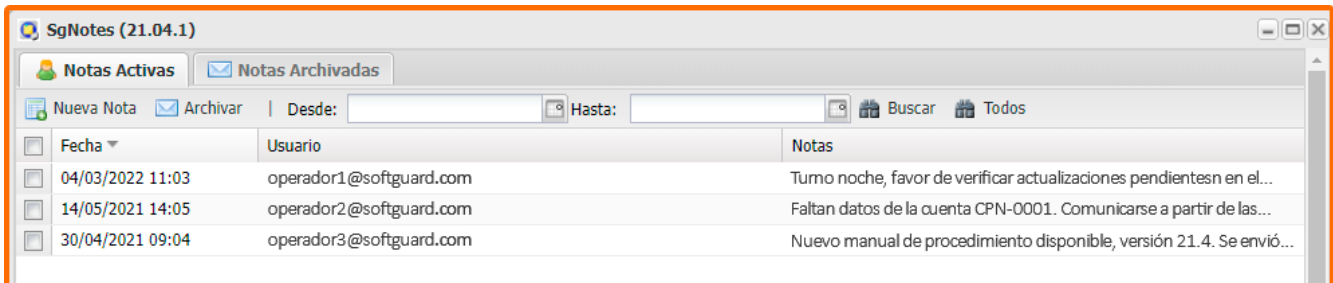 SgNotes (21.04.1)
Notas Activas Notas Archivadas
Nueva Nota Archivar | Desde: Hasta: Buscar Todos
Fecha Usuario Notas
04/03/2022 11:03 operador1@softguard.com Turno noche, favor de verificar actualizaciones pendientesn en el...
14/05/2021 14:05 operador2@softguard.com Faltan datos de la cuenta CPN-0001. Comunicarse a partir de las...
30/04/2021 09:04 operador3@softguard.com Nuevo manual de procedimiento disponible, versión 21.4. Se envió...